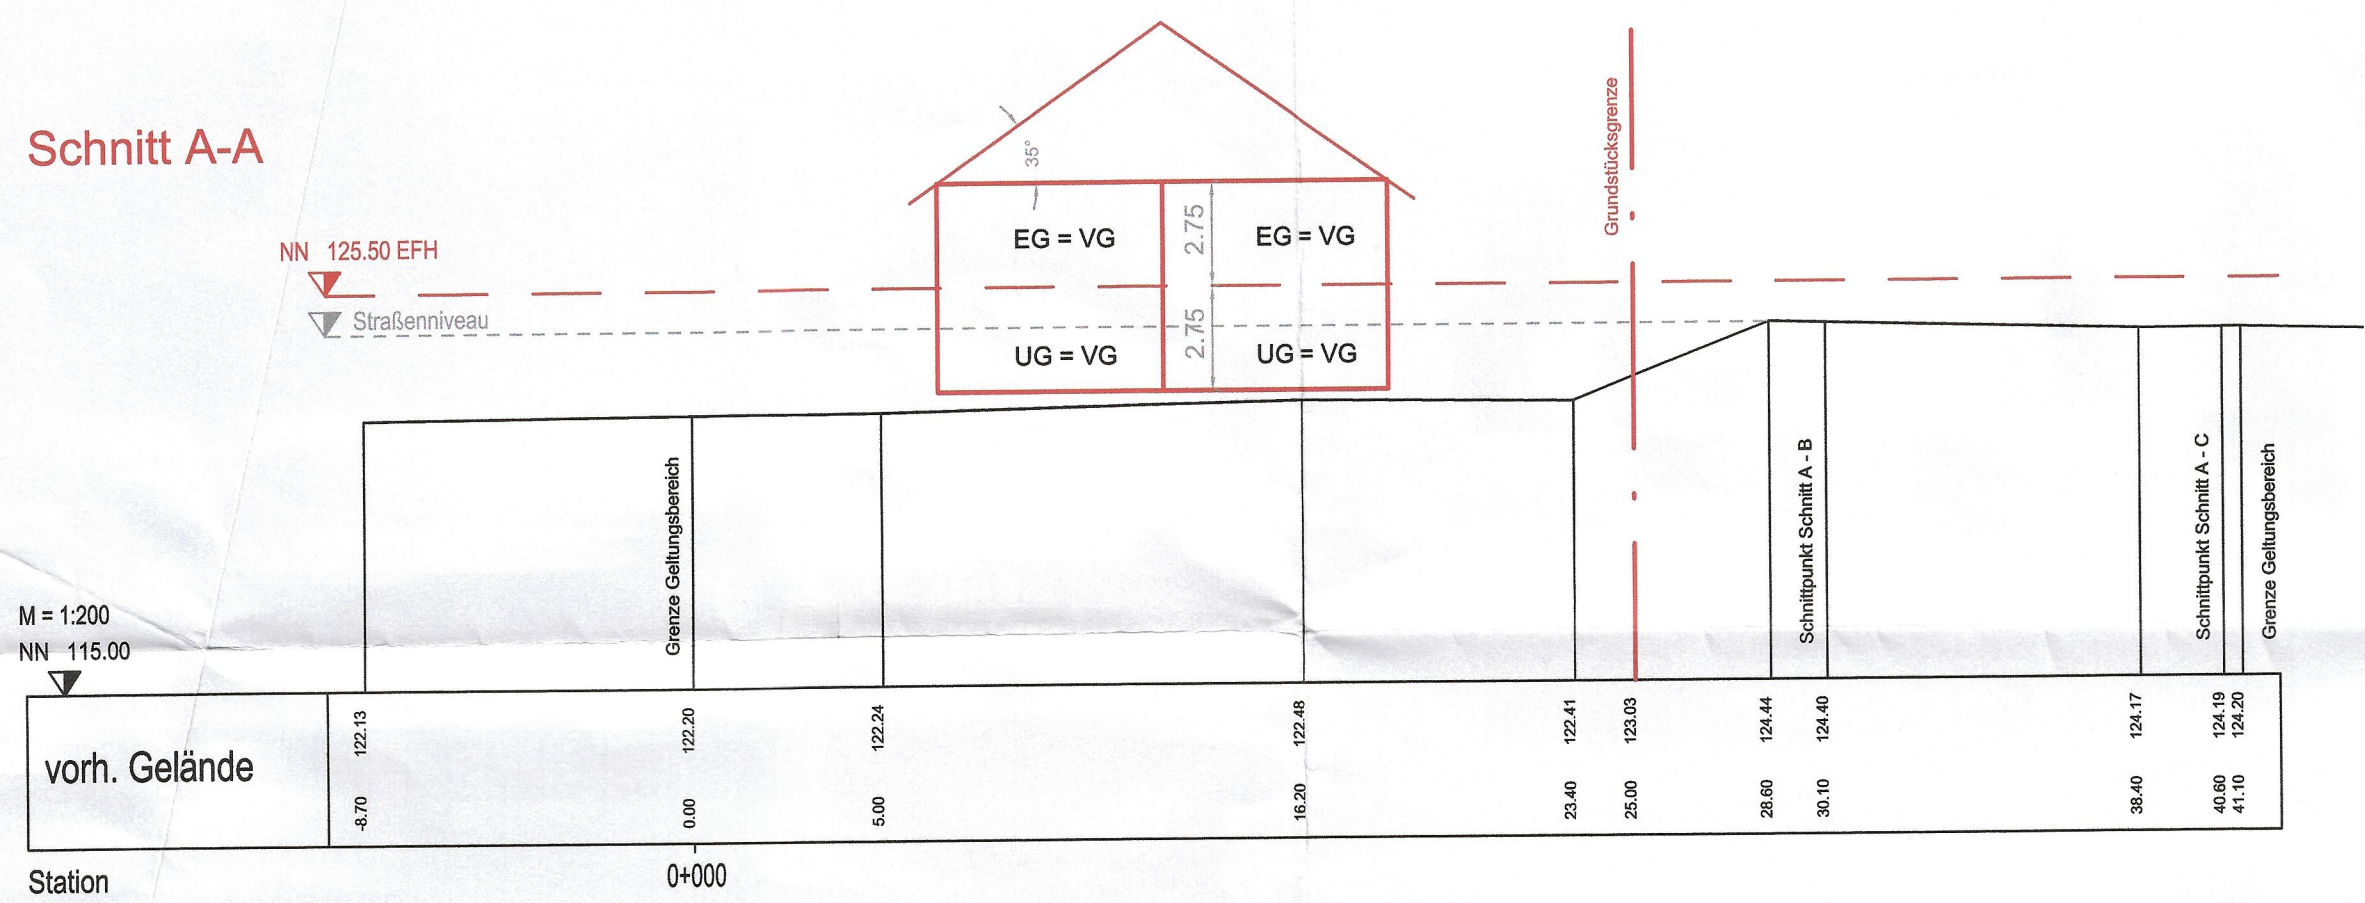 Schnitt A-A
35°
Grundstücksgrenze
EG = VG
2.75
EG = VG
NN 125.50 EFH
Straßenniveau
UG = VG
2.75
UG = VG
Grenze Geltungsbereich
Schnittpunkt Schnitt A - B
Schnittpunkt Schnitt A - C
Grenze Geltungsbereich
M = 1:200
NN 115.00
vorh. Gelände
122.13
122.20
122.24
122.48
122.41
123.03
124.44
124.40
124.17
124.19
124.20
-8.70
0.00
5.00
16.20
23.40
25.00
28.60
30.10
38.40
40.60
41.10
Station
0+000